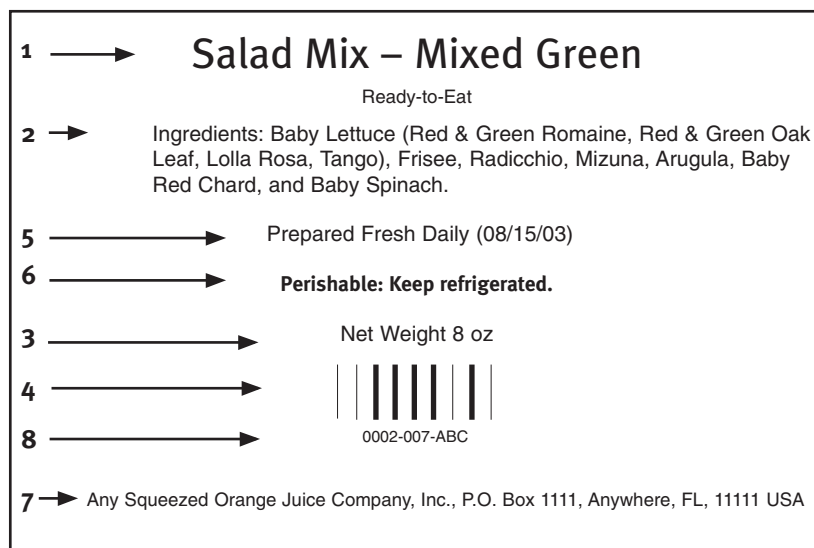 1 Salad Mix – Mixed Green
Ready-to-Eat
2 Ingredients: Baby Lettuce (Red & Green Romaine, Red & Green Oak
Leaf, Lolla Rosa, Tango), Frisee, Radicchio, Mizuna, Arugula, Baby
Red Chard, and Baby Spinach.
5 Prepared Fresh Daily (08/15/03)
6 Perishable: Keep refrigerated.
3 Net Weight 8 oz
4
8 0002-007-ABC
7 Any Squeezed Orange Juice Company, Inc., P.O. Box 1111, Anywhere, FL, 11111 USA